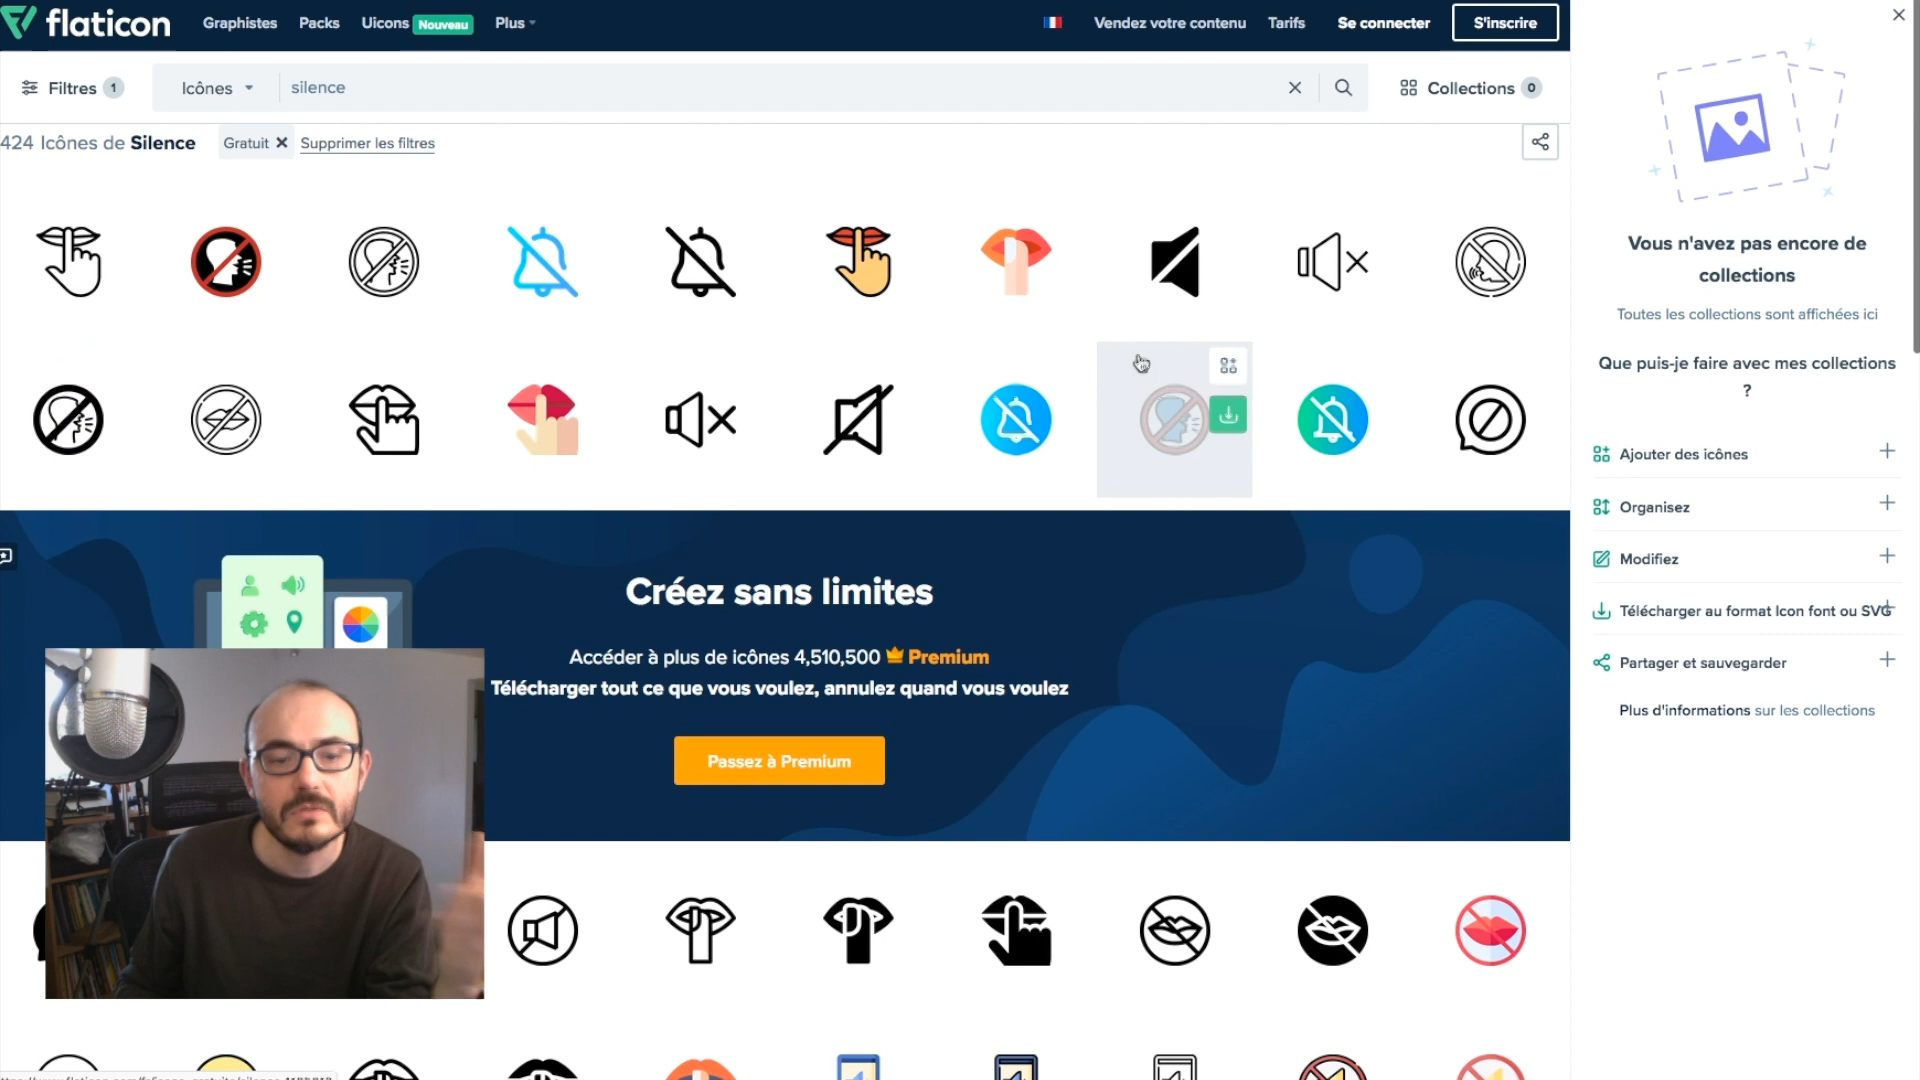 flaticon
Graphistes
Packs
Uicons Nouveau
Plus
Vendez votre contenu
Tarifs
Se connecter
S'inscrire
Filtres 1
Icônes
silence
Collections 0
424 Icônes de Silence
Gratuit
Supprimer les filtres
Créez sans limites
Accéder à plus de icônes 4,510,500 Premium
Télécharger tout ce que vous voulez, annulez quand vous voulez
Passez à Premium
Vous n'avez pas encore de
collections
Toutes les collections sont affichées ici
Que puis-je faire avec mes collections
?
Ajouter des icônes
Organisez
Modifiez
Télécharger au format Icon font ou SVG
Partager et sauvegarder
Plus d'informations sur les collections